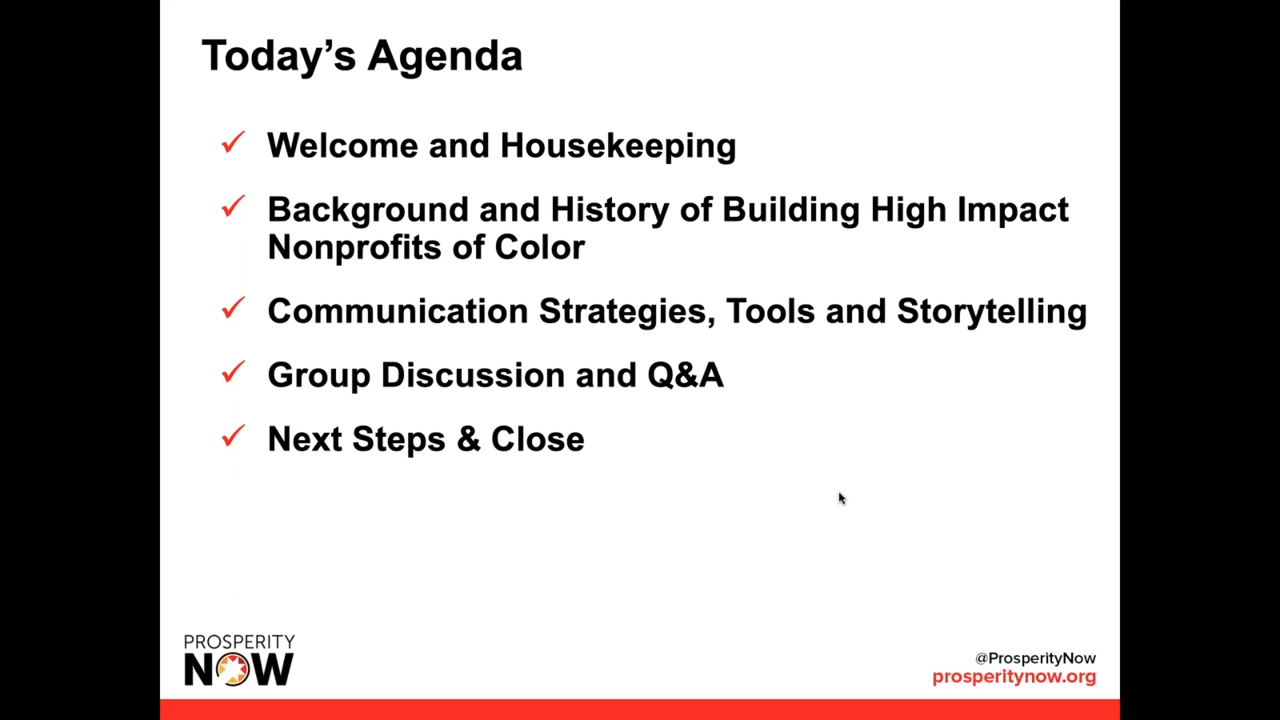 Today’s Agenda
✓ Welcome and Housekeeping
✓ Background and History of Building High Impact
Nonprofits of Color
✓ Communication Strategies, Tools and Storytelling
✓ Group Discussion and Q&A
✓ Next Steps & Close
PROSPERITY
NOW
@ProsperityNow
prosperitynow.org